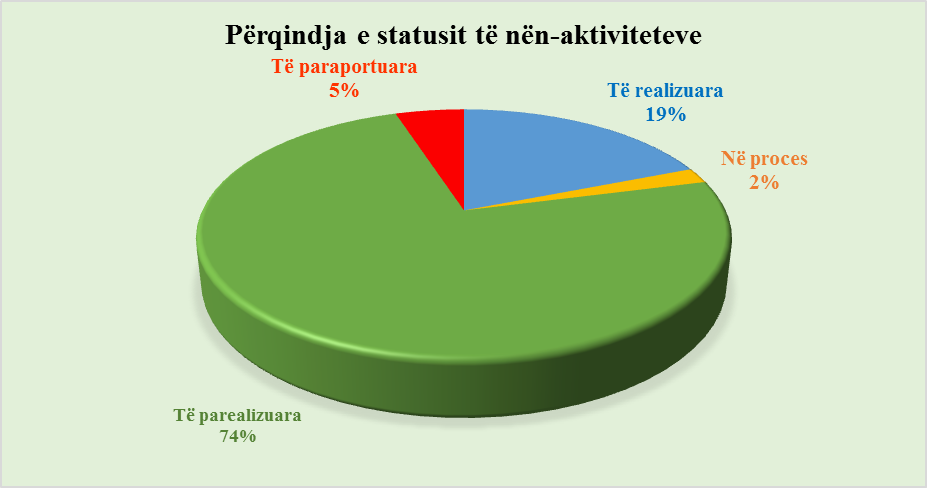 Përqindja e statusit të nën-aktiviteteve
Të paraportuara
5%
Të realizuara
19%
Në proces
2%
Të parealizuara
74%